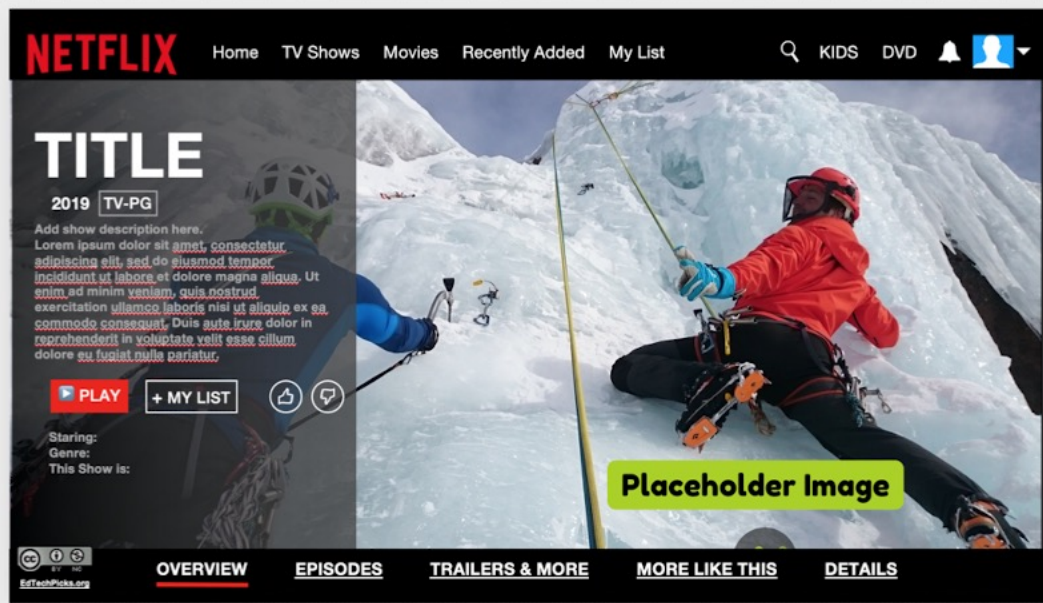 NETFLIX Home TV Shows Movies Recently Added My List KIDS DVD
TITLE
2019 TV-PG
Add show description here.
Lorem ipsum dolor sit amet, consectetur
adipiscing elit, sed do eiusmod tempor
incididunt ut labore et dolore magna aliqua. Ut
enim ad minim veniam, quis nostrud
exercitation ullamco laboris nisi ut aliquip ex ea
commodo consequat. Duis aute irure dolor in
reprehenderit in voluptate velit esse cillum
dolore eu fugiat nulla pariatur.
PLAY + MY LIST
Staring:
Genre:
This Show is:
Placeholder Image
cc BY NC
EdTechPicks.org
OVERVIEW EPISODES TRAILERS & MORE MORE LIKE THIS DETAILS